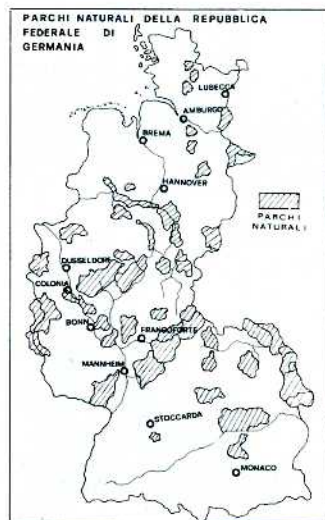 PARCHI NATURALI DELLA REPUBBLICA
FEDERALE DI
GERMANIA
LUBECCA
AMBURGO
BREMA
HANNOVER
PARCHI
NATURALI
DUSSELDORF
COLONIA
BONN
FRANCOFORTE
MANNHEIM
STOCCARDA
MONACO